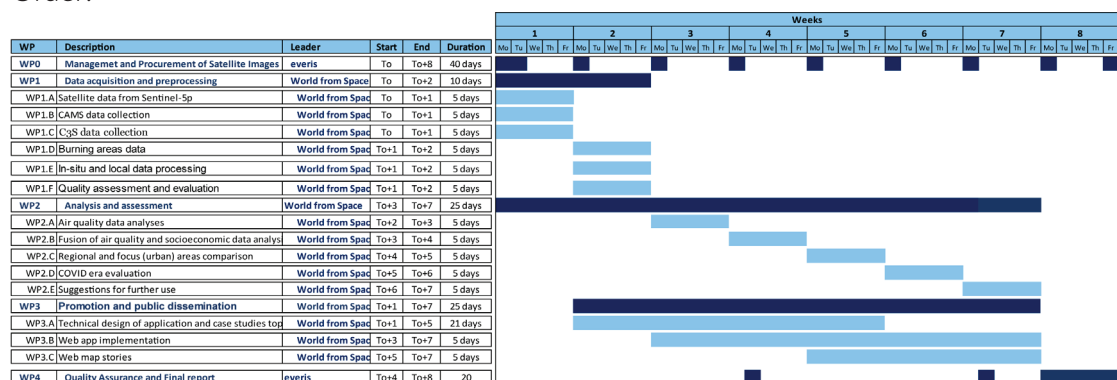 Weeks
1 2 3 4 5 6 7 8
WP Description Leader Start End Duration Mo Tu We Th Fr Mo Tu We Th Fr Mo Tu We Th Fr Mo Tu We Th Fr Mo Tu We Th Fr Mo Tu We Th Fr Mo Tu We Th Fr Mo Tu We Th Fr
WP0 Managemet and Procurement of Satellite Images everis To To+8 40 days
WP1 Data acquisition and preprocessing World from Space To To+2 10 days
WP1.A Satellite data from Sentinel-5p World from Spac To To+1 5 days
WP1.B CAMS data collection World from Spac To To+1 5 days
WP1.C C3S data collection World from Spac To To+1 5 days
WP1.D Burning areas data World from Spac To+1 To+2 5 days
WP1.E In-situ and local data processing World from Spac To+1 To+2 5 days
WP1.F Quality assessment and evaluation World from Spac To+1 To+2 5 days
WP2 Analysis and assessment World from Space To+3 To+7 25 days
WP2.A Air quality data analyses World from Spac To+2 To+3 5 days
WP2.B Fusion of air quality and socioeconomic data analys World from Spac To+3 To+4 5 days
WP2.C Regional and focus (urban) areas comparison World from Spac To+4 To+5 5 days
WP2.D COVID era evaluation World from Spac To+5 To+6 5 days
WP2.E Suggestions for further use World from Spac To+6 To+7 5 days
WP3 Promotion and public dissemination World from Spac To+1 To+7 25 days
WP3.A Technical design of application and case studies top World from Spac To+1 To+5 21 days
WP3.B Web app implementation World from Spac To+3 To+7 5 days
WP3.C Web map stories World from Spac To+5 To+7 5 days
WP4 Quality Assurance and Final report everis To+4 To+8 20